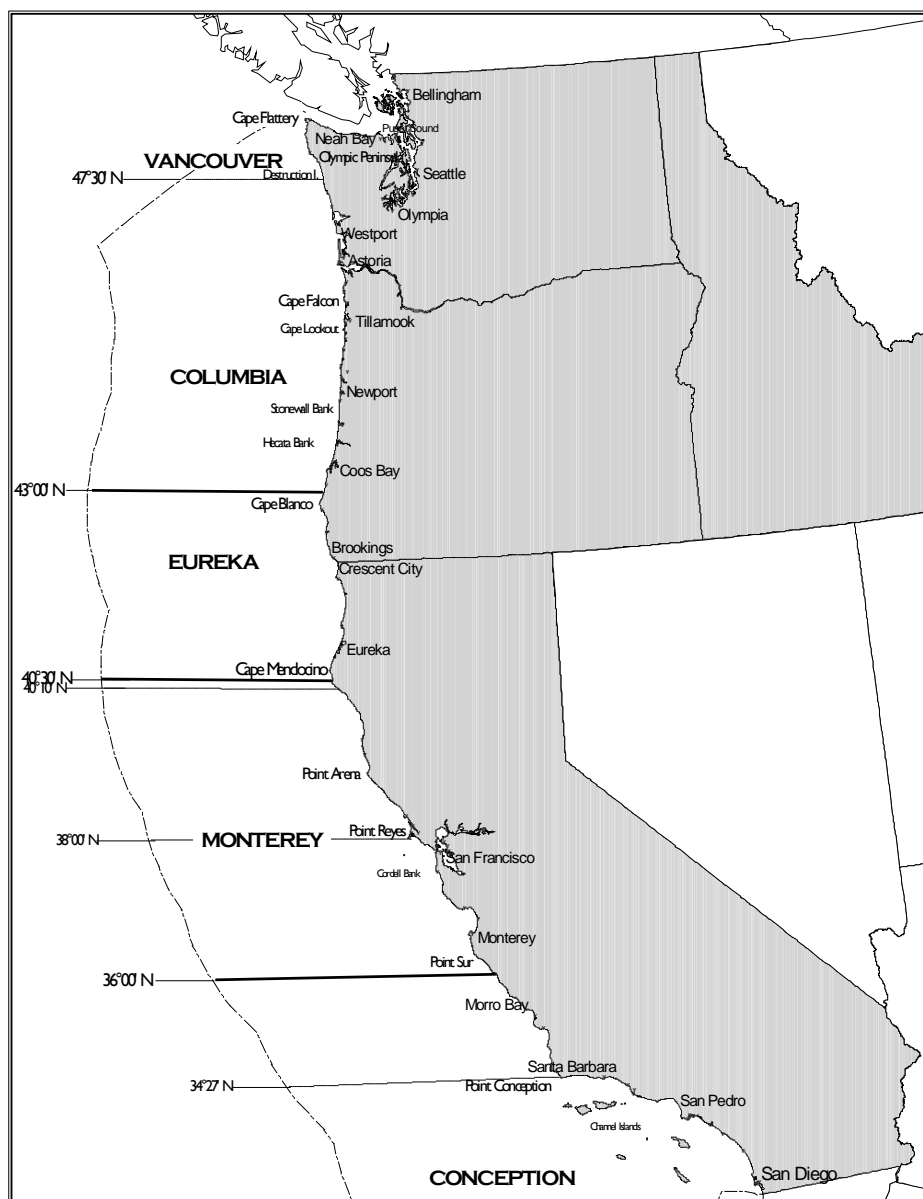 Bellingham
Cape Flattery
Puget Sound
Neah Bay
Olympic Peninsula
VANCOUVER
Destruction I.
47°30' N
Seattle
Olympia
Westport
Astoria
Cape Falcon
Tillamook
Cape Lookout
COLUMBIA
Newport
Stonewall Bank
Hecata Bank
Coos Bay
43°00' N
Cape Blanco
Brookings
EUREKA
Crescent City
Eureka
Cape Mendocino
40°30' N
40°10' N
Point Arena
Point Reyes
38°00' N
MONTEREY
San Francisco
Cordell Bank
Monterey
Point Sur
36°00' N
Morro Bay
Santa Barbara
34°27' N
Point Conception
San Pedro
Channel Islands
CONCEPTION
San Diego